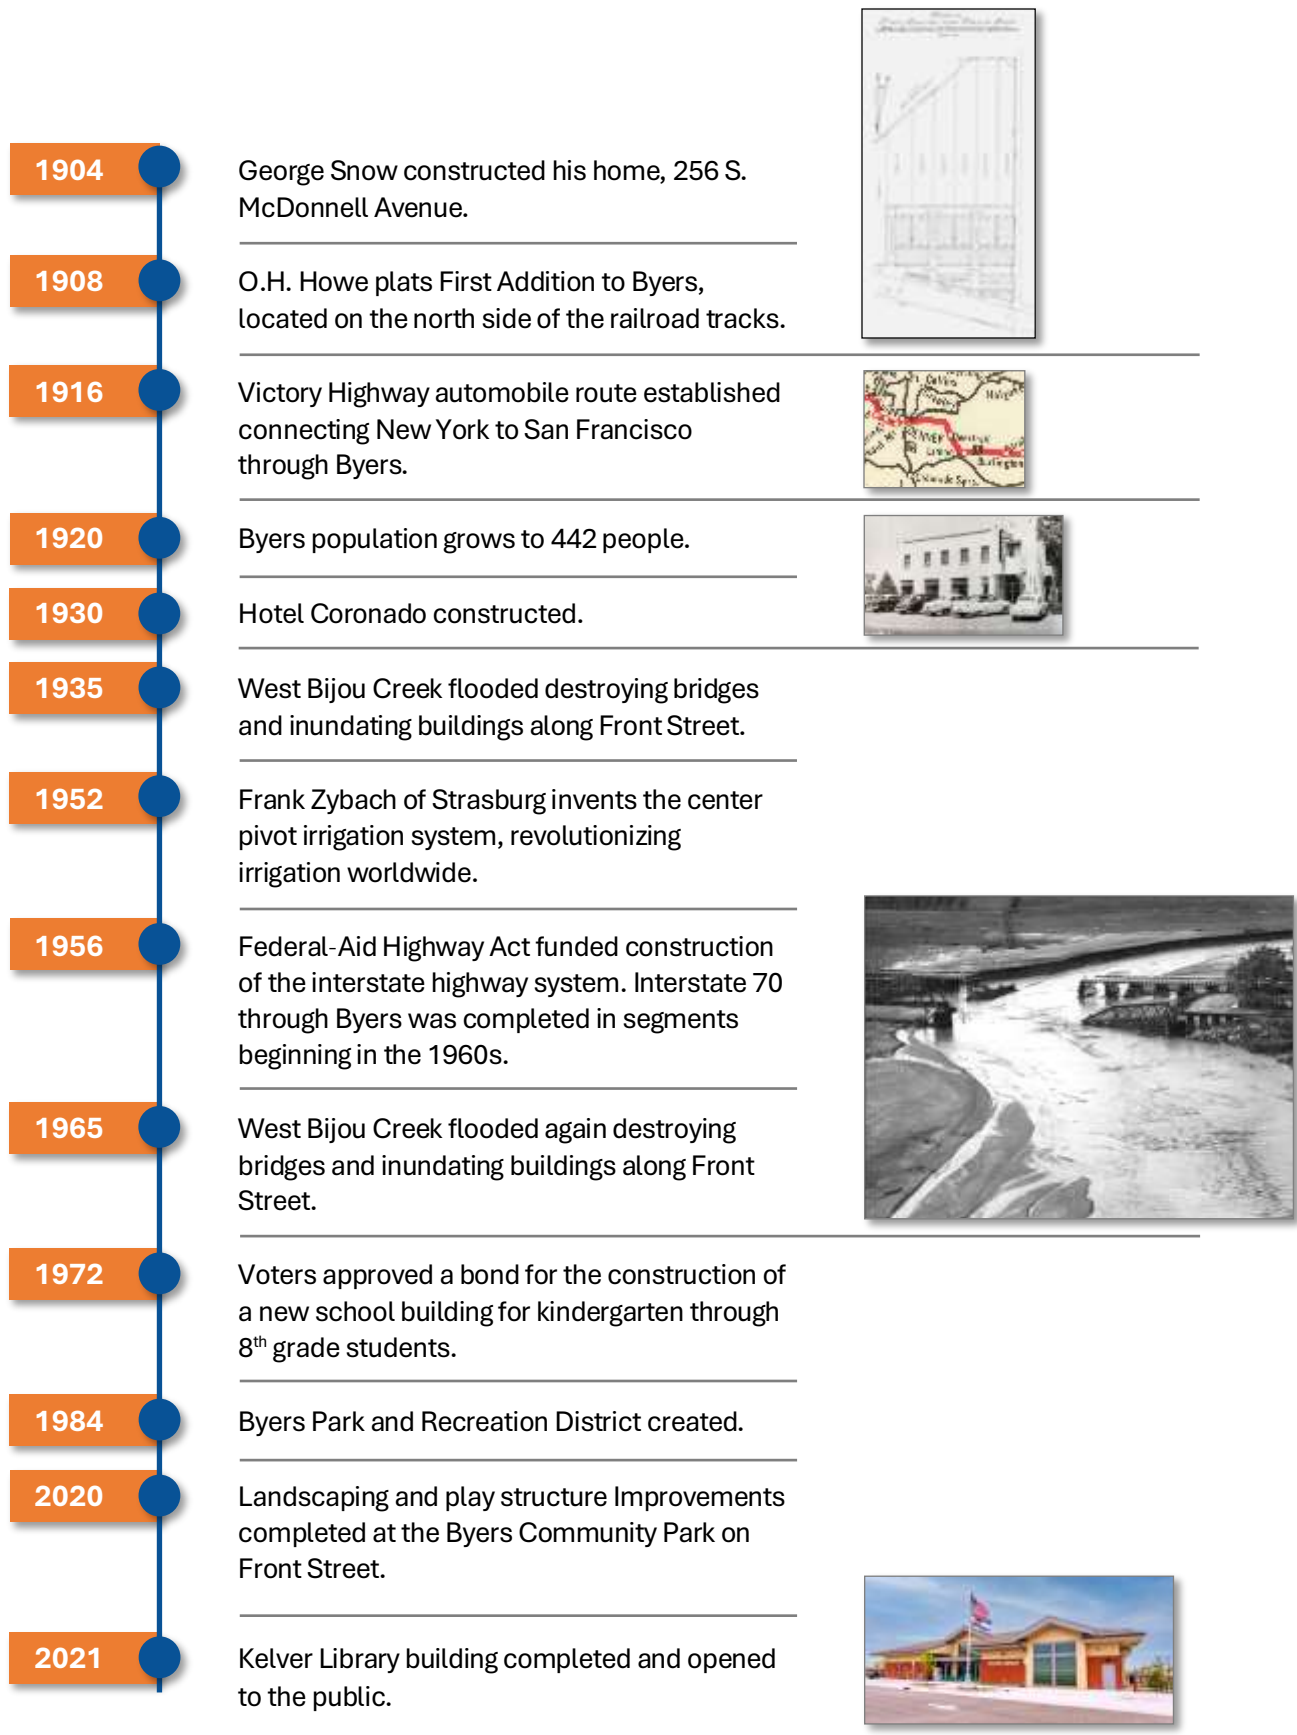 1904
George Snow constructed his home, 256 S.
McDonnell Avenue.
1908
O.H. Howe plats First Addition to Byers,
located on the north side of the railroad tracks.
1916
Victory Highway automobile route established
connecting New York to San Francisco
through Byers.
1920
Byers population grows to 442 people.
1930
Hotel Coronado constructed.
1935
West Bijou Creek flooded destroying bridges
and inundating buildings along Front Street.
1952
Frank Zybach of Strasburg invents the center
pivot irrigation system, revolutionizing
irrigation worldwide.
1956
Federal-Aid Highway Act funded construction
of the interstate highway system. Interstate 70
through Byers was completed in segments
beginning in the 1960s.
1965
West Bijou Creek flooded again destroying
bridges and inundating buildings along Front
Street.
1972
Voters approved a bond for the construction of
a new school building for kindergarten through
8th grade students.
1984
Byers Park and Recreation District created.
2020
Landscaping and play structure Improvements
completed at the Byers Community Park on
Front Street.
2021
Kelver Library building completed and opened
to the public.